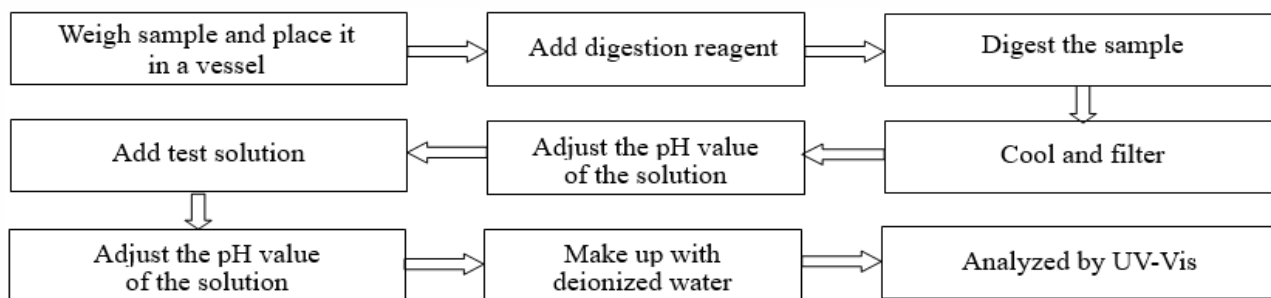 Weigh sample and place it
in a vessel
Add digestion reagent
Digest the sample
Cool and filter
Adjust the pH value
of the solution
Add test solution
Adjust the pH value
of the solution
Make up with
deionized water
Analyzed by UV-Vis